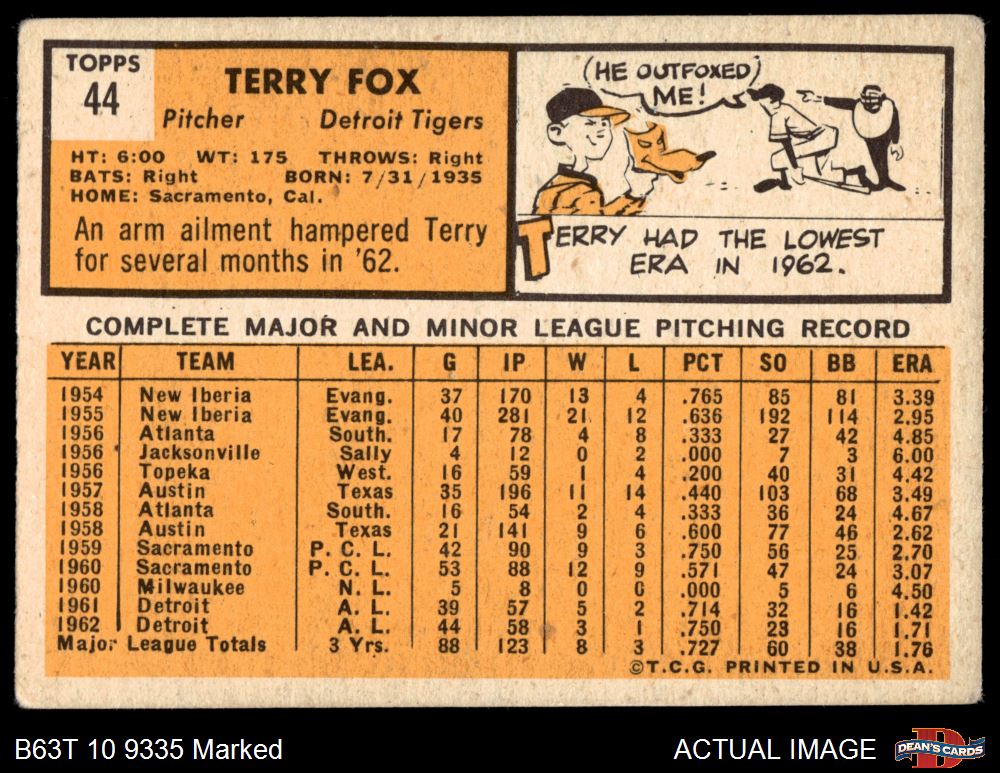 TOPPS
44
TERRY FOX
Pitcher Detroit Tigers
HT: 6:00 WT: 175 THROWS: Right
BATS: Right BORN: 7/31/1935
HOME: Sacramento, Cal.
An arm ailment hampered Terry
for several months in '62.
(HE OUTFOXED)
ME!
TERRY HAD THE LOWEST
ERA IN 1962.
COMPLETE MAJOR AND MINOR LEAGUE PITCHING RECORD
YEAR TEAM LEA. G IP W L PCT SO BB ERA
1954 New Iberia Evang. 37 170 13 4 .765 85 81 3.39
1955 New Iberia Evang. 40 281 21 12 .636 192 114 2.95
1956 Atlanta South. 17 78 4 8 .333 27 42 4.85
1956 Jacksonville Sally 4 12 0 2 .000 7 3 6.00
1956 Topeka West. 16 59 1 4 .200 40 31 4.42
1957 Austin Texas 35 196 11 14 .440 103 68 3.49
1958 Atlanta South. 16 54 2 4 .333 36 24 4.67
1958 Austin Texas 21 141 9 6 .600 77 46 2.62
1959 Sacramento P. C. L. 42 90 9 3 .750 56 25 2.70
1960 Sacramento P. C. L. 53 88 12 9 .571 47 24 3.07
1960 Milwaukee N. L. 5 8 0 0 .000 5 6 4.50
1961 Detroit A. L. 39 57 5 2 .714 32 16 1.42
1962 Detroit A. L. 44 58 3 1 .750 23 16 1.71
Major League Totals 3 Yrs. 88 123 8 3 .727 60 38 1.76
©T.C.G. PRINTED IN U.S.A.
B63T 10 9335 Marked ACTUAL IMAGE
DEAN'S CARDS